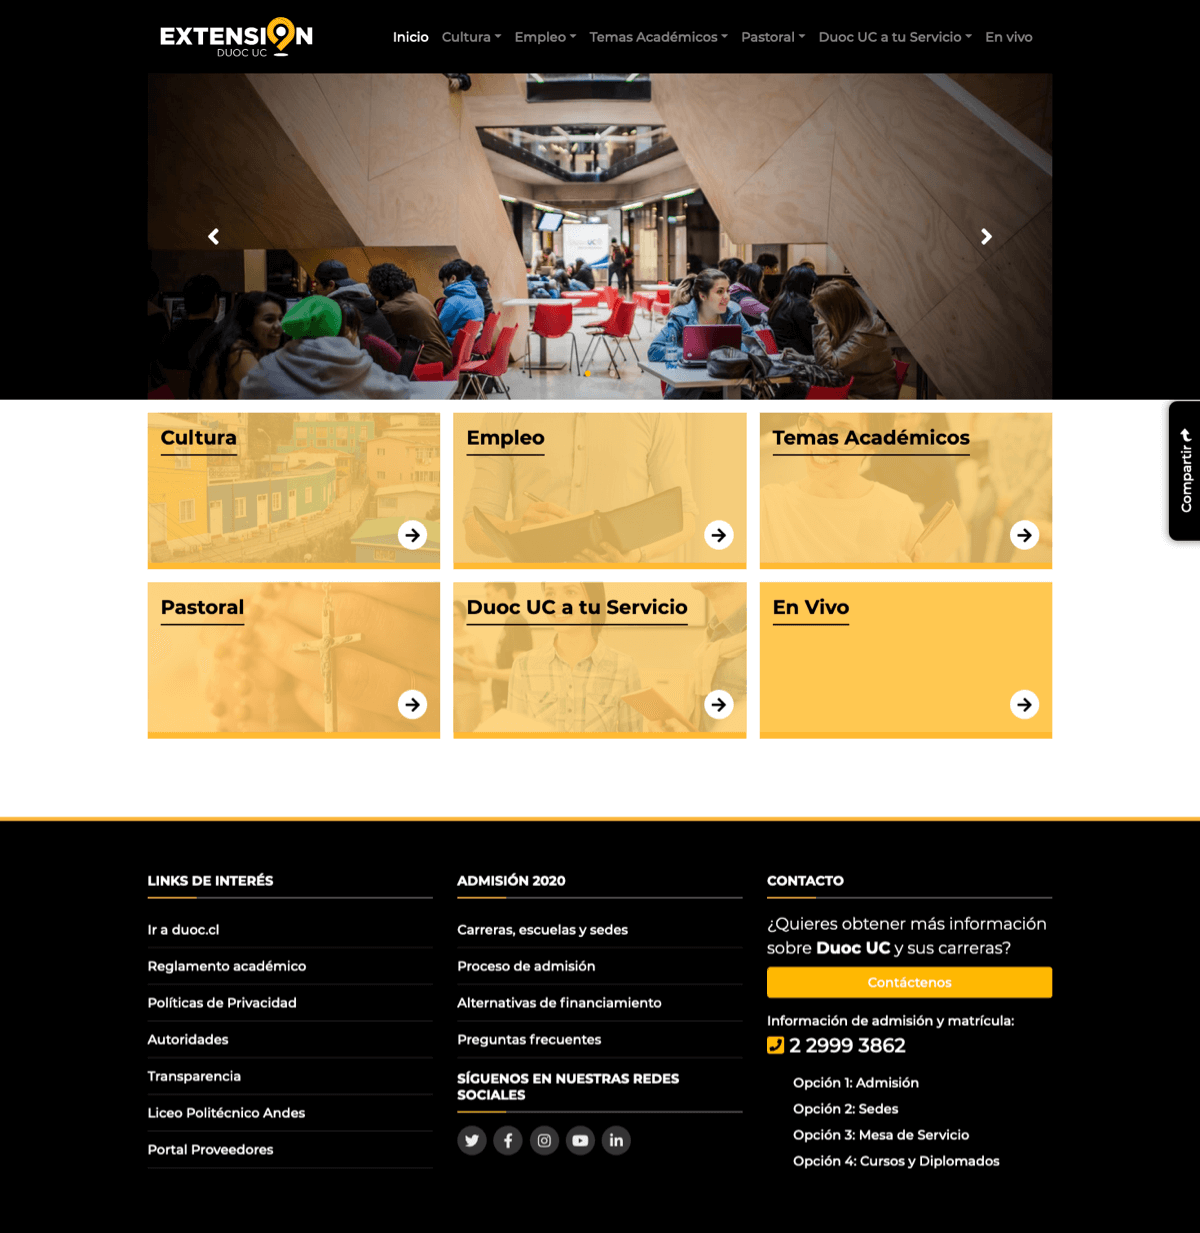 EXTENSIÓN
DUOC UC
Inicio
Cultura
Empleo
Temas Académicos
Pastoral
Duoc UC a tu Servicio
En vivo
Compartir
Cultura
Empleo
Temas Académicos
Pastoral
Duoc UC a tu Servicio
En Vivo
LINKS DE INTERÉS
Ir a duoc.cl
Reglamento académico
Políticas de Privacidad
Autoridades
Transparencia
Liceo Politécnico Andes
Portal Proveedores
ADMISIÓN 2020
Carreras, escuelas y sedes
Proceso de admisión
Alternativas de financiamiento
Preguntas frecuentes
SÍGUENOS EN NUESTRAS REDES
SOCIALES
CONTACTO
¿Quieres obtener más información
sobre Duoc UC y sus carreras?
Contáctenos
Información de admisión y matrícula:
2 2999 3862
Opción 1: Admisión
Opción 2: Sedes
Opción 3: Mesa de Servicio
Opción 4: Cursos y Diplomados